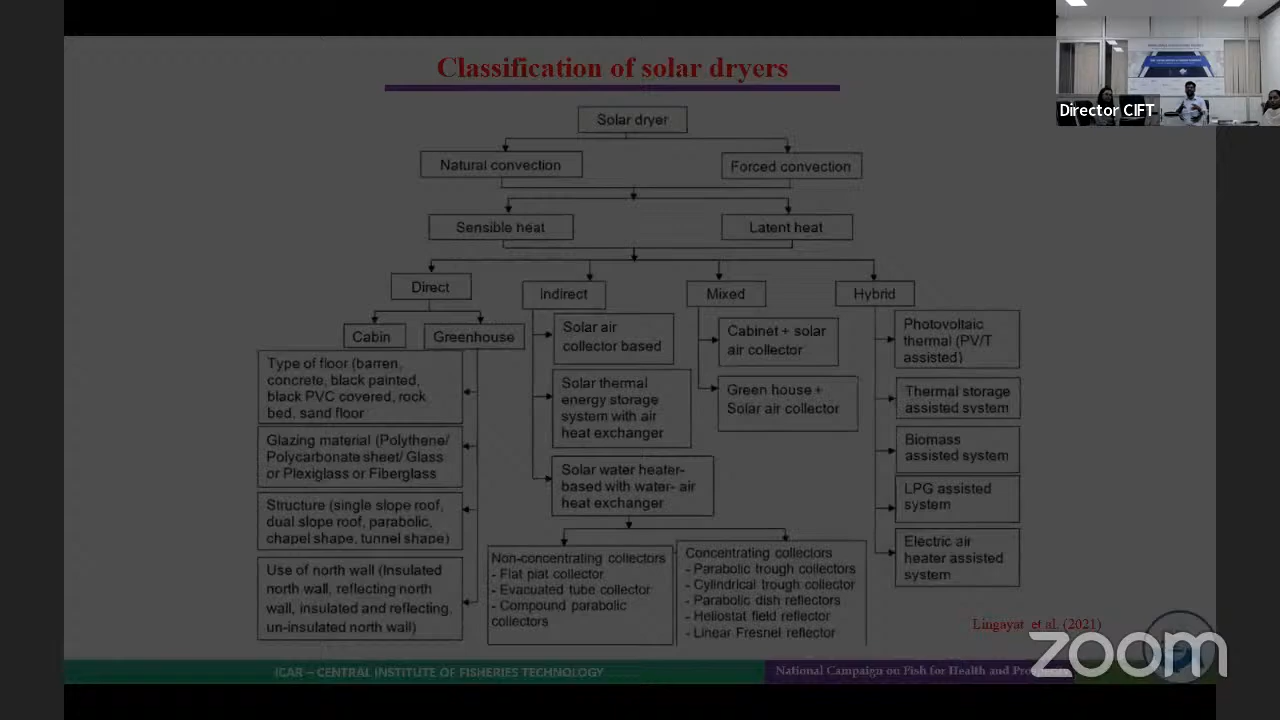 Classification of solar dryers
Director CIFT
Solar dryer
Natural convection
Forced convection
Sensible heat
Latent heat
Direct
Indirect
Mixed
Hybrid
Cabin
Greenhouse
Type of floor (barren,
concrete, black painted,
black PVC covered, rock
bed, sand floor
Glazing material (Polythene/
Polycarbonate sheet/ Glass
or Plexiglass or Fiberglass
Structure (single slope roof,
dual slope roof, parabolic,
chapel shape, tunnel shape)
Use of north wall (Insulated
north wall, reflecting north
wall, insulated and reflecting,
un-insulated north wall)
Solar air
collector based
Solar thermal
energy storage
system with air
heat exchanger
Solar water heater-
based with water- air
heat exchanger
Non-concentrating collectors
- Flat plat collector
- Evacuated tube collector
- Compound parabolic
collectors
Concentrating collectors
- Parabolic trough collectors
- Cylindrical trough collector
- Parabolic dish reflectors
- Heliostat field reflector
- Linear Fresnel reflector
Cabinet + solar
air collector
Green house +
Solar air collector
Photovoltaic
thermal (PV/T
assisted)
Thermal storage
assisted system
Biomass
assisted system
LPG assisted
system
Electric air
heater assisted
system
Lingayat et al. (2021)
zoom
ICAR – CENTRAL INSTITUTE OF FISHERIES TECHNOLOGY
National Campaign on Fish for Health and